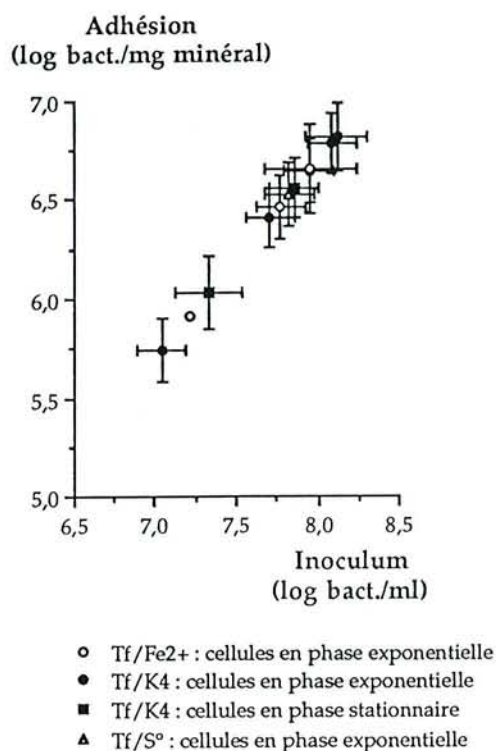 Adhésion
(log bact./mg minéral)
7,0
6,5
6,0
5,5
5,0
6,5 7,0 7,5 8,0 8,5
Inoculum
(log bact./ml)
Tf/Fe2+ : cellules en phase exponentielle
Tf/K4 : cellules en phase exponentielle
Tf/K4 : cellules en phase stationnaire
Tf/S° : cellules en phase exponentielle